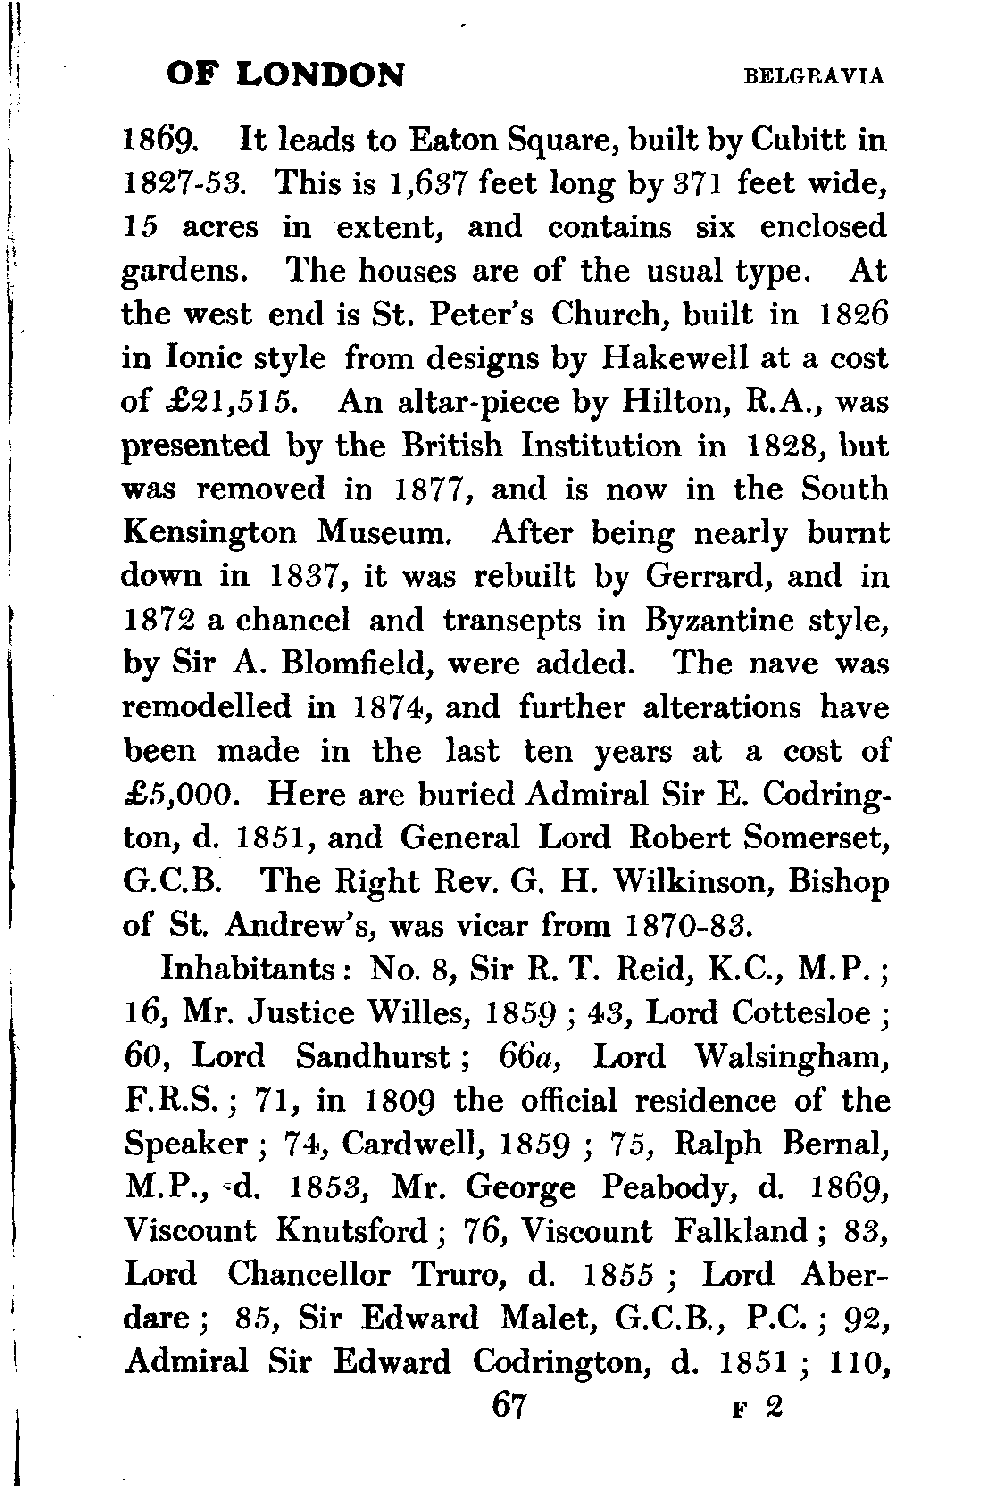 OF LONDON BELGRAVIA
1869. It leads to Eaton Square, built by Cubitt in
1827-53. This is 1,637 feet long by 371 feet wide,
15 acres in extent, and contains six enclosed
gardens. The houses are of the usual type. At
the west end is St. Peter's Church, built in 1826
in Ionic style from designs by Hakewell at a cost
of £21,515. An altar-piece by Hilton, R.A., was
presented by the British Institution in 1828, but
was removed in 1877, and is now in the South
Kensington Museum. After being nearly burnt
down in 1837, it was rebuilt by Gerrard, and in
1872 a chancel and transepts in Byzantine style,
by Sir A. Blomfield, were added. The nave was
remodelled in 1874, and further alterations have
been made in the last ten years at a cost of
£5,000. Here are buried Admiral Sir E. Codring-
ton, d. 1851, and General Lord Robert Somerset,
G.C.B. The Right Rev. G. H. Wilkinson, Bishop
of St. Andrew's, was vicar from 1870-83.
Inhabitants: No. 8, Sir R. T. Reid, K.C., M.P.;
16, Mr. Justice Willes, 1859; 43, Lord Cottesloe;
60, Lord Sandhurst; 66a, Lord Walsingham,
F.R.S.; 71, in 1809 the official residence of the
Speaker; 74, Cardwell, 1859; 75, Ralph Bernal,
M.P., d. 1853, Mr. George Peabody, d. 1869,
Viscount Knutsford; 76, Viscount Falkland; 83,
Lord Chancellor Truro, d. 1855; Lord Aber-
dare; 85, Sir Edward Malet, G.C.B., P.C.; 92,
Admiral Sir Edward Codrington, d. 1851; 110,
67 F 2